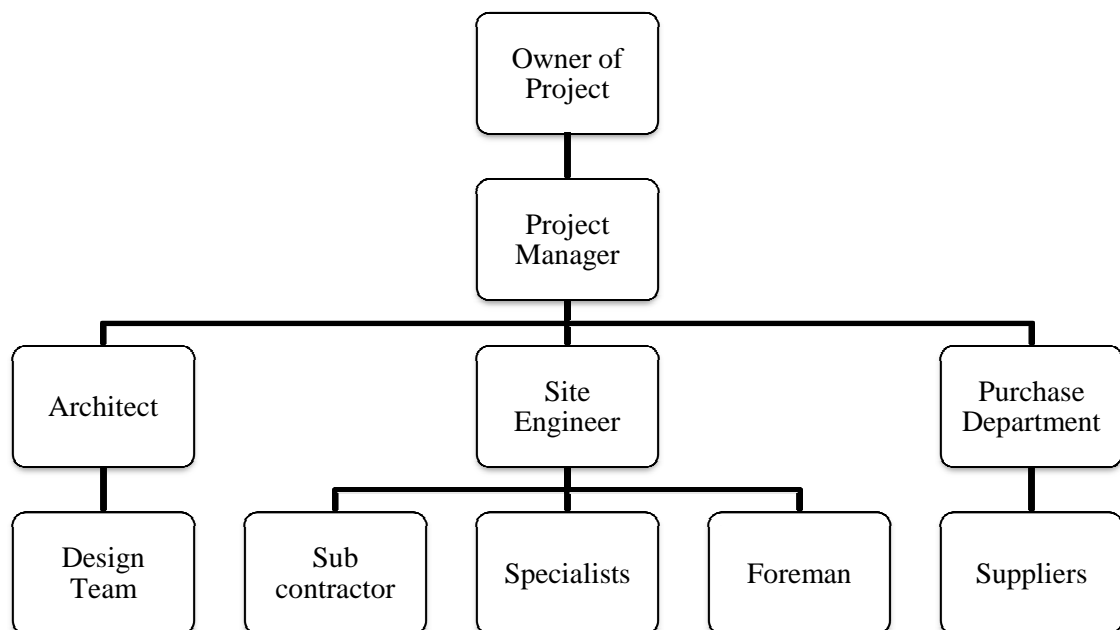 Owner of
Project
Project
Manager
Architect
Site
Engineer
Purchase
Department
Design
Team
Sub
contractor
Specialists
Foreman
Suppliers